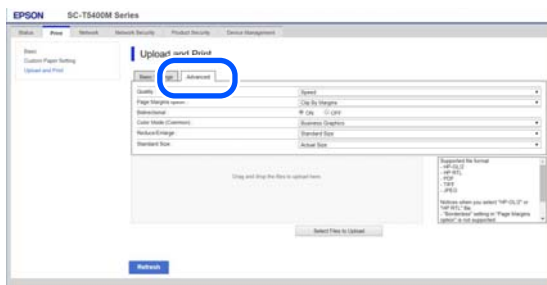 EPSON SC-T5400M Series
Status Print Network Network Security Product Security Device Management
Basic
Custom Paper Setting
Upload and Print
Upload and Print
Advanced
Quality : Speed
Page Margins option : Clip By Margins
Bidirectional : ON OFF
Color Mode (Common) : Business Graphics
Reduce/Enlarge : Standard Size
Standard Size : Actual Size
Drag and drop the files to upload here.
Supported file format
- HP-GL/2
- HP-RTL
- PDF
- TIFF
- JPEG
Notices when you select "HP-GL/2" or
"HP-RTL" file
- "Borderless" setting in "Page Margins
option" is not supported
Select Files to Upload
Refresh